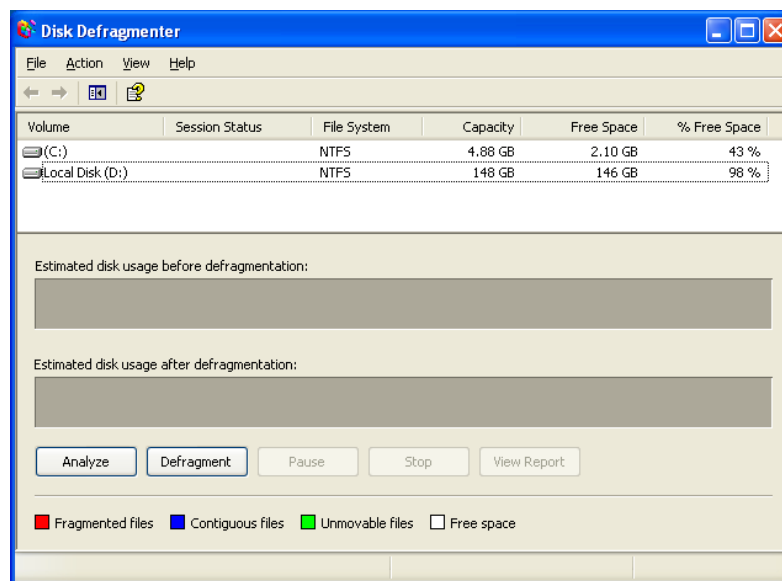 Disk Defragmenter
File Action View Help
Volume Session Status File System Capacity Free Space % Free Space
(C:) NTFS 4.88 GB 2.10 GB 43 %
Local Disk (D:) NTFS 148 GB 146 GB 98 %
Estimated disk usage before defragmentation:
Estimated disk usage after defragmentation:
Analyze Defragment Pause Stop View Report
Fragmented files Contiguous files Unmovable files Free space